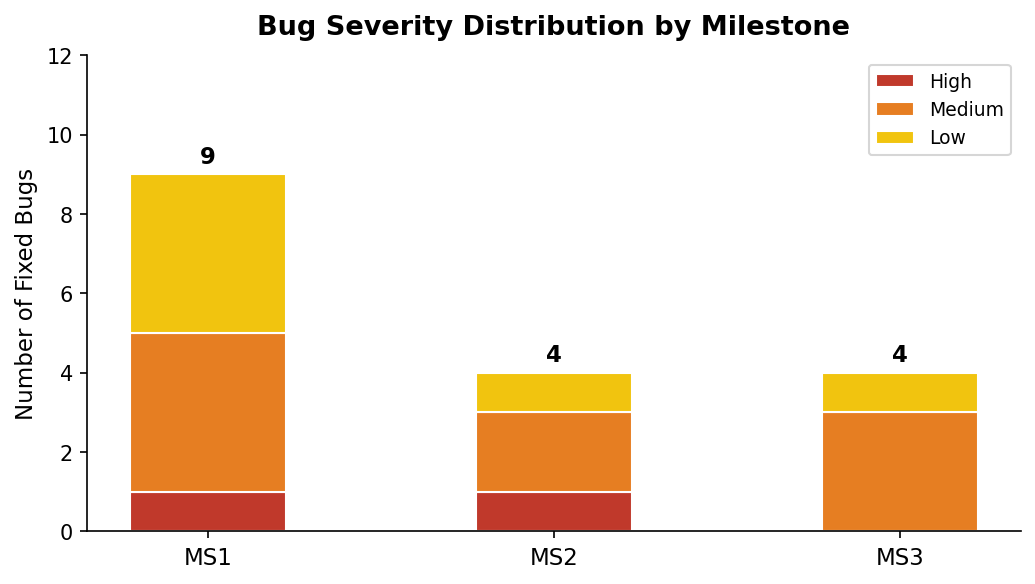 Bug Severity Distribution by Milestone
Number of Fixed Bugs
12
10
8
6
4
2
0
9
4
4
MS1
MS2
MS3
High
Medium
Low